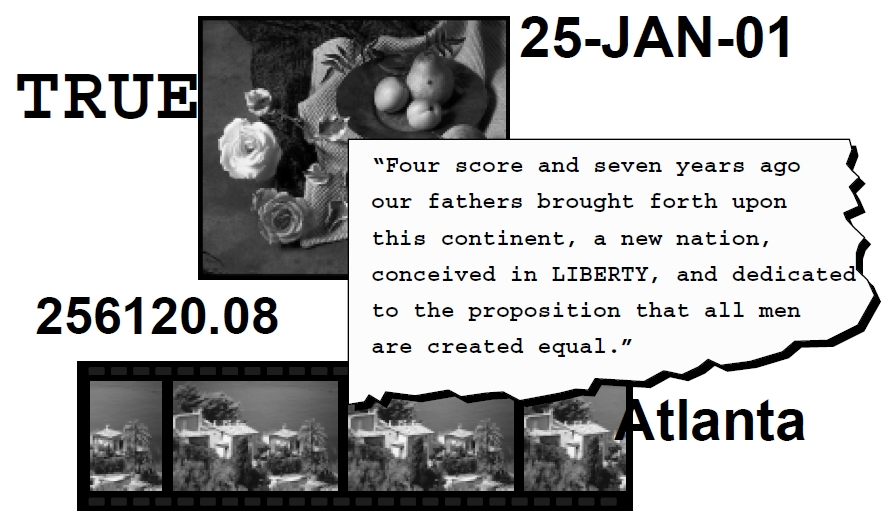 25-JAN-01
TRUE
“Four score and seven years ago
our fathers brought forth upon
this continent, a new nation,
conceived in LIBERTY, and dedicated
to the proposition that all men
are created equal.”
256120.08
Atlanta